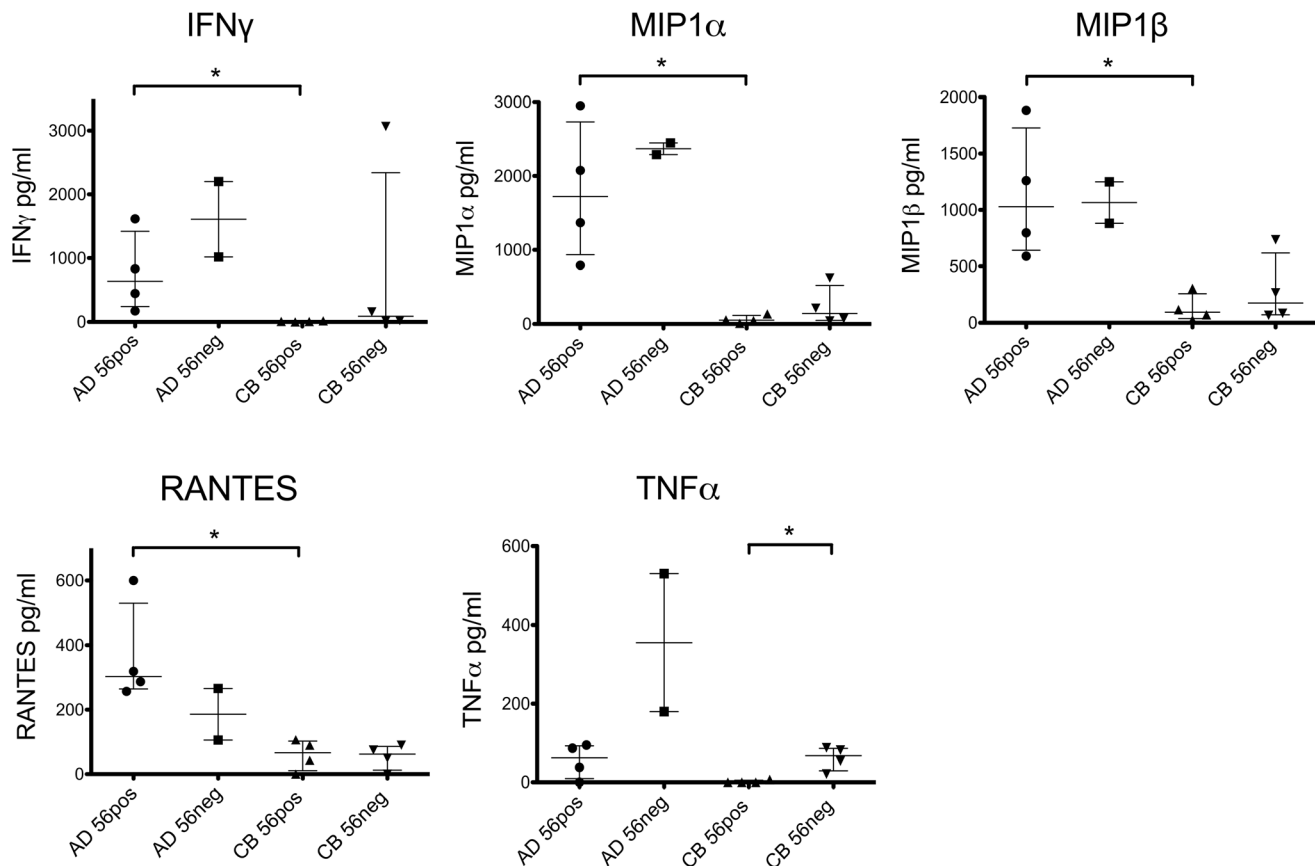 IFNγ
*
IFNγ pg/ml
3000
2000
1000
0
AD 56pos
AD 56neg
CB 56pos
CB 56neg
MIP1α
*
MIP1α pg/ml
3000
2000
1000
0
AD 56pos
AD 56neg
CB 56pos
CB 56neg
MIP1β
*
MIP1β pg/ml
2000
1500
1000
500
0
AD 56pos
AD 56neg
CB 56pos
CB 56neg
RANTES
*
RANTES pg/ml
600
400
200
0
AD 56pos
AD 56neg
CB 56pos
CB 56neg
TNFα
*
TNFα pg/ml
600
400
200
0
AD 56pos
AD 56neg
CB 56pos
CB 56neg